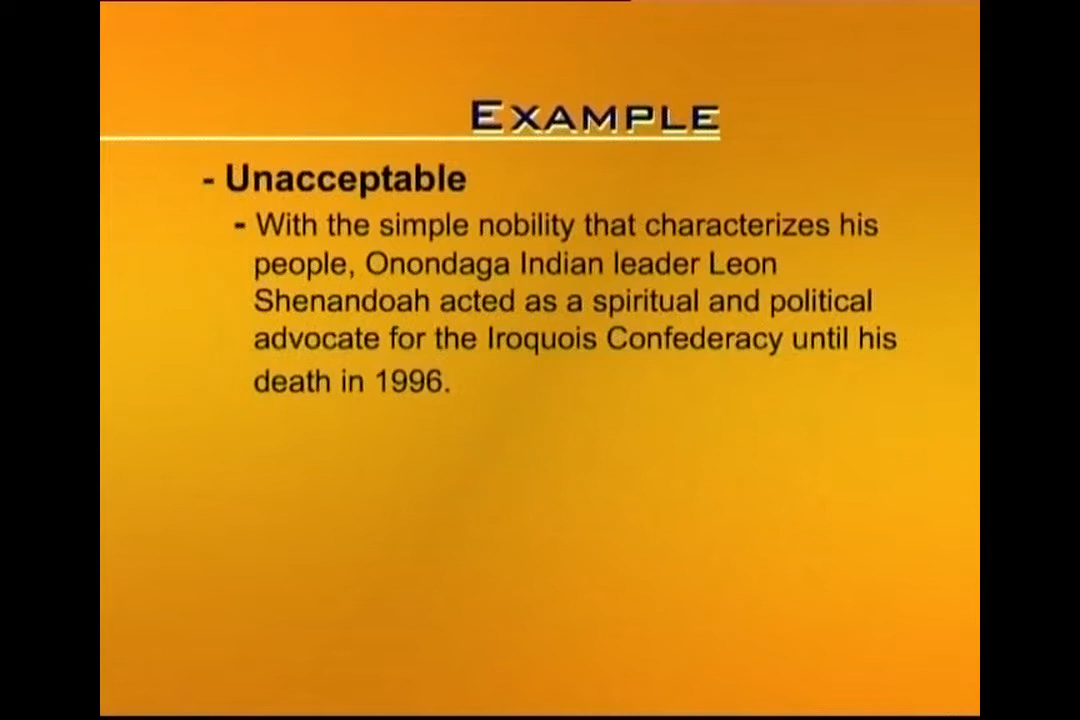 EXAMPLE
- Unacceptable
- With the simple nobility that characterizes his
people, Onondaga Indian leader Leon
Shenandoah acted as a spiritual and political
advocate for the Iroquois Confederacy until his
death in 1996.